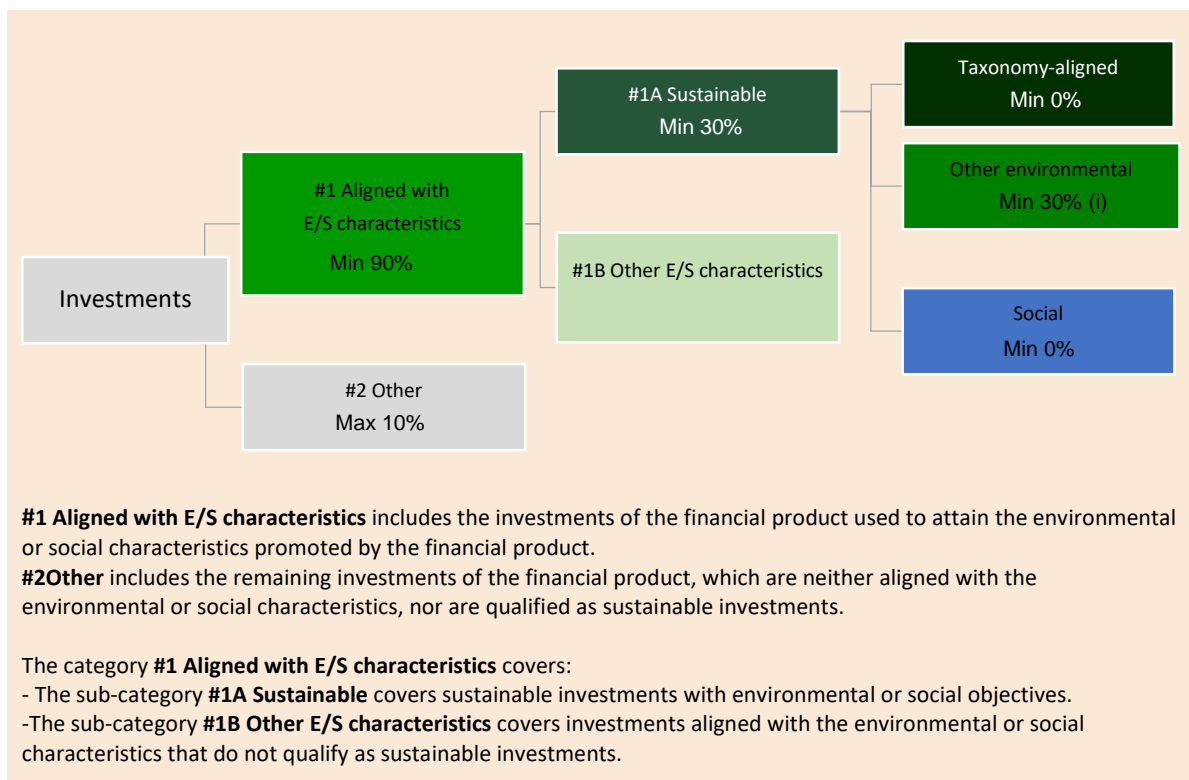 Investments
#1 Aligned with
E/S characteristics
Min 90%
#2 Other
Max 10%
#1A Sustainable
Min 30%
#1B Other E/S characteristics
Taxonomy-aligned
Min 0%
Other environmental
Min 30% (i)
Social
Min 0%
#1 Aligned with E/S characteristics includes the investments of the financial product used to attain the environmental
or social characteristics promoted by the financial product.
#2Other includes the remaining investments of the financial product, which are neither aligned with the
environmental or social characteristics, nor are qualified as sustainable investments.
The category #1 Aligned with E/S characteristics covers:
- The sub-category #1A Sustainable covers sustainable investments with environmental or social objectives.
-The sub-category #1B Other E/S characteristics covers investments aligned with the environmental or social
characteristics that do not qualify as sustainable investments.